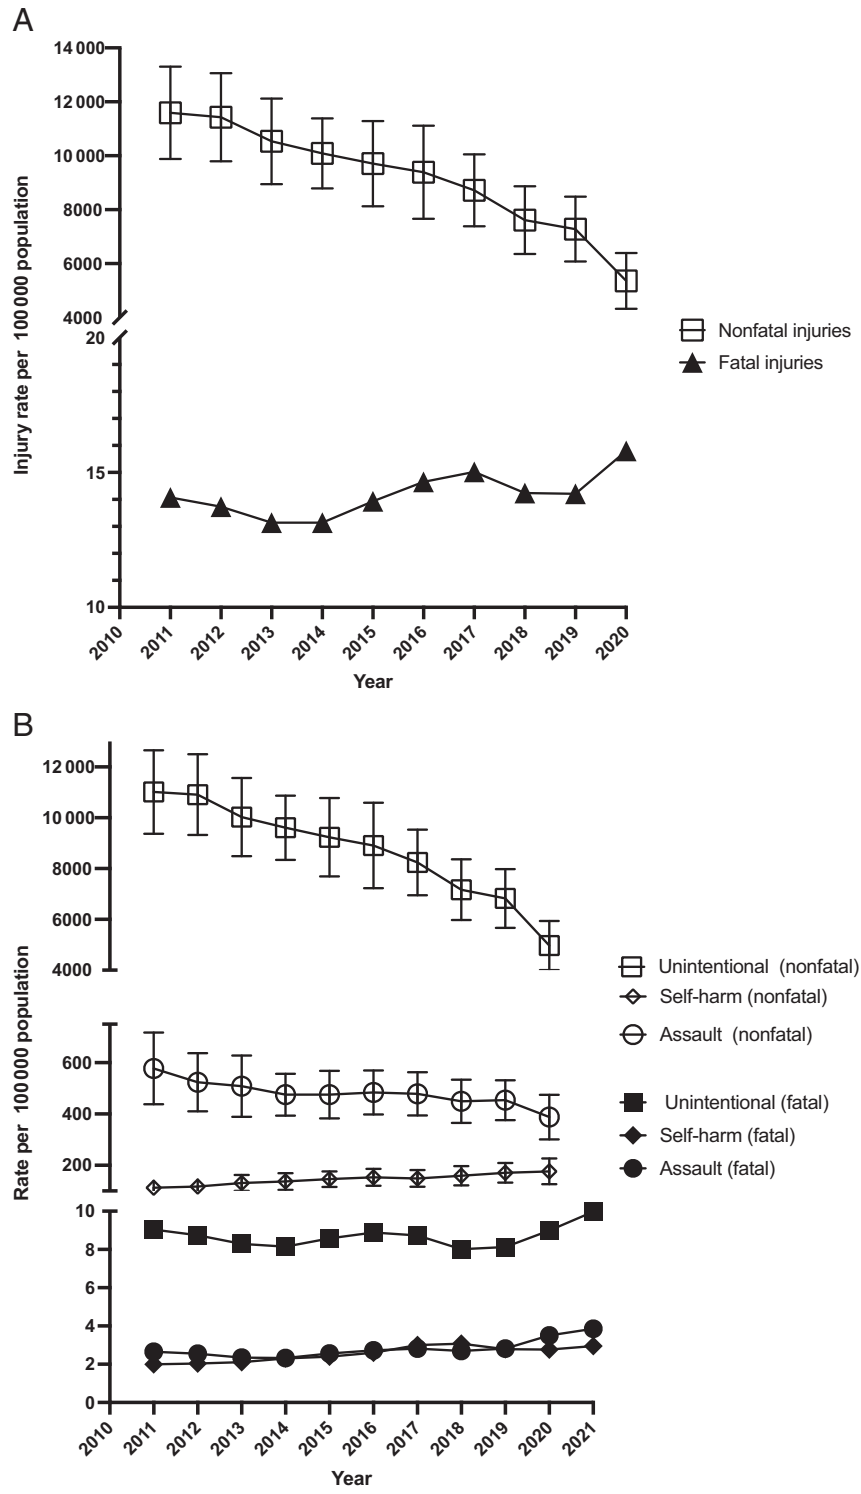 A
14 000
12 000
10 000
8000
6000
4000
20
15
10
Injury rate per 100 000 population
2010 2011 2012 2013 2014 2015 2016 2017 2018 2019 2020
Year
Nonfatal injuries
Fatal injuries
B
12 000
10 000
8000
6000
4000
600
400
200
10
8
6
4
2
0
Rate per 100 000 population
2010 2011 2012 2013 2014 2015 2016 2017 2018 2019 2020 2021
Year
Unintentional (nonfatal)
Self-harm (nonfatal)
Assault (nonfatal)
Unintentional (fatal)
Self-harm (fatal)
Assault (fatal)